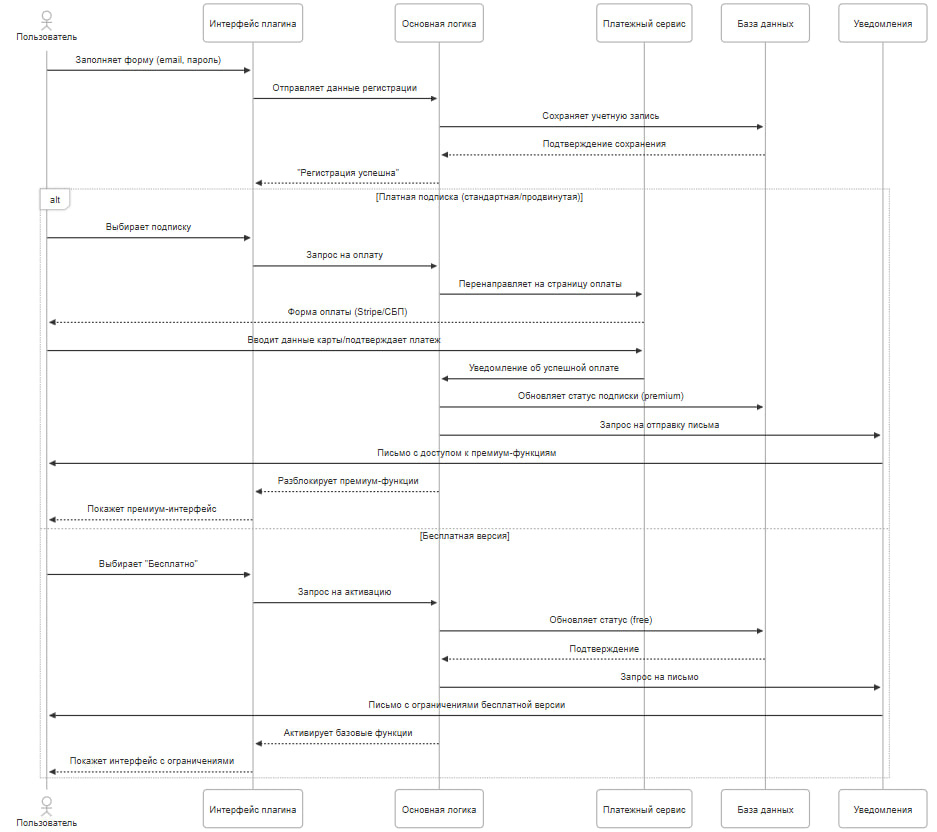 Пользователь
Интерфейс плагина
Основная логика
Платежный сервис
База данных
Уведомления
Заполняет форму (email, пароль)
Отправляет данные регистрации
Сохраняет учетную запись
Подтверждение сохранения
"Регистрация успешна"
alt
[Платная подписка (стандартная/продвинутая)]
Выбирает подписку
Запрос на оплату
Перенаправляет на страницу оплаты
Форма оплаты (Stripe/СБП)
Вводит данные карты/подтверждает платеж
Уведомление об успешной оплате
Обновляет статус подписки (premium)
Запрос на отправку письма
Письмо с доступом к премиум-функциям
Разблокирует премиум-функции
Покажет премиум-интерфейс
[Бесплатная версия]
Выбирает "Бесплатно"
Запрос на активацию
Обновляет статус (free)
Подтверждение
Запрос на письмо
Письмо с ограничениями бесплатной версии
Активирует базовые функции
Покажет интерфейс с ограничениями
Пользователь
Интерфейс плагина
Основная логика
Платежный сервис
База данных
Уведомления